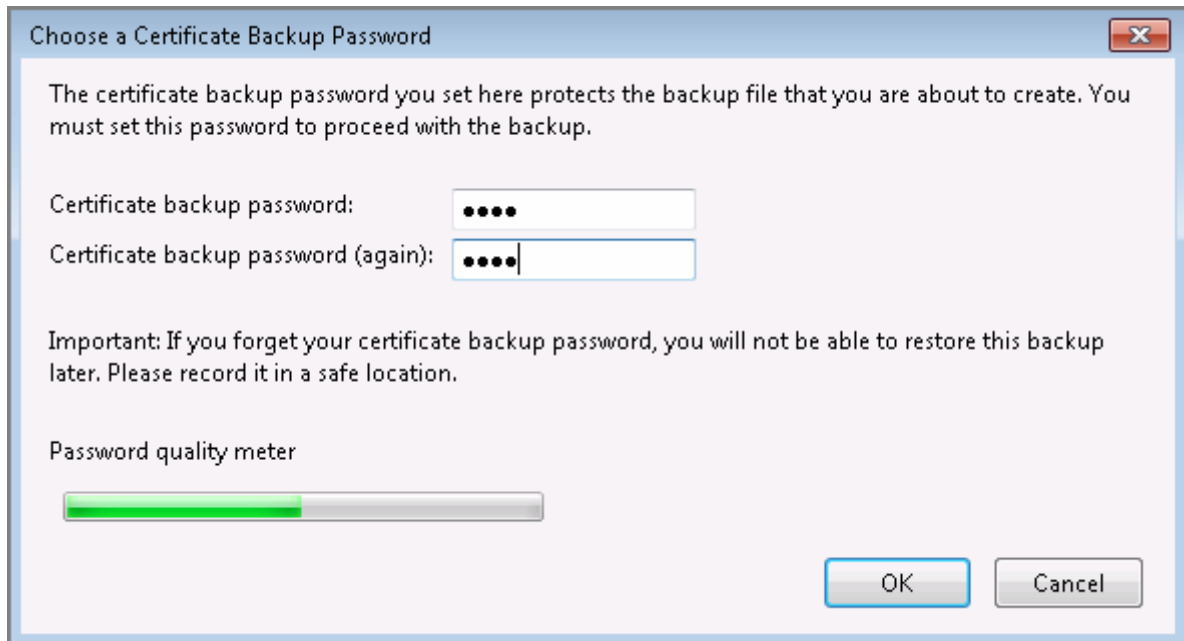 Choose a Certificate Backup Password
The certificate backup password you set here protects the backup file that you are about to create. You
must set this password to proceed with the backup.
Certificate backup password: ●●●●
Certificate backup password (again): ●●●●
Important: If you forget your certificate backup password, you will not be able to restore this backup
later. Please record it in a safe location.
Password quality meter
OK Cancel